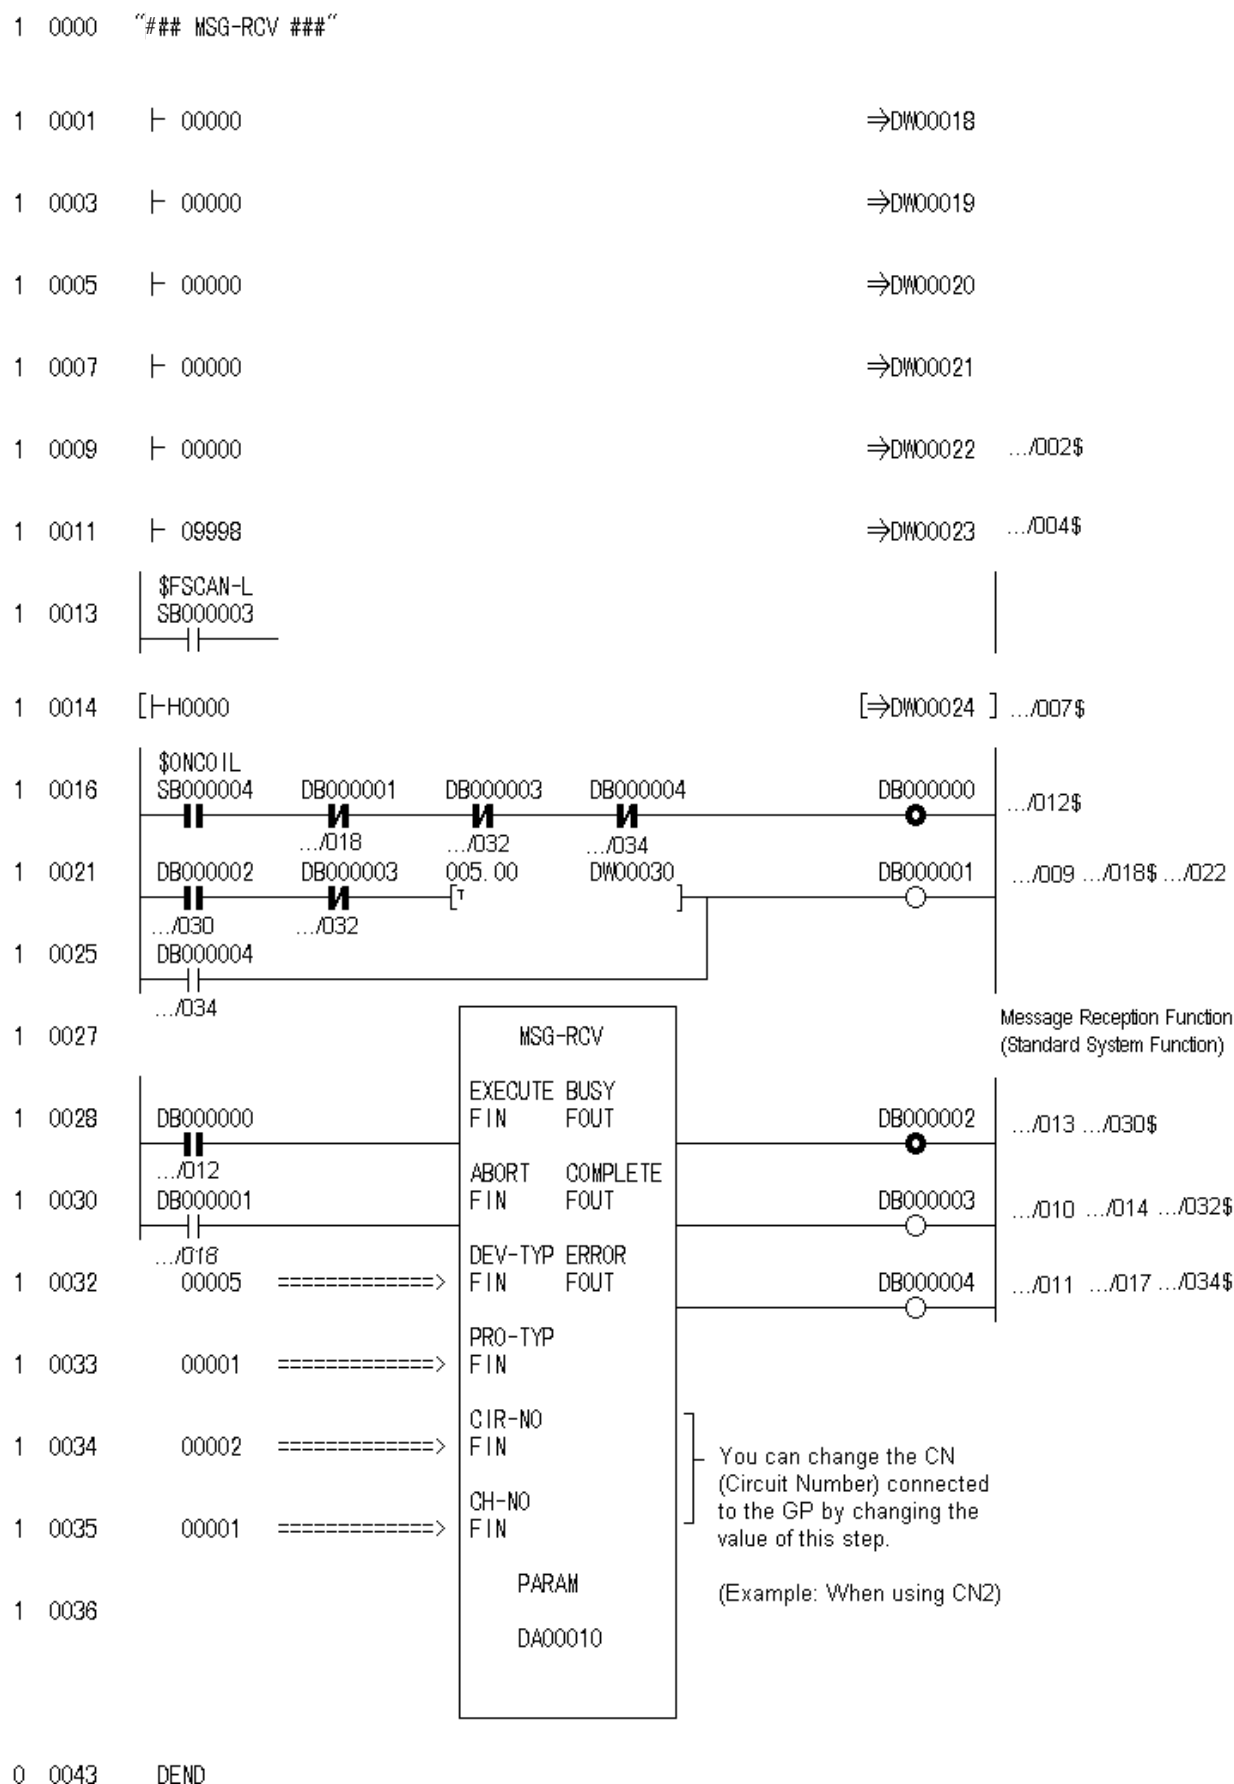 1 0000 "### MSG-RCV ###"
1 0001 ├ 00000 ⇒DW00018
1 0003 ├ 00000 ⇒DW00019
1 0005 ├ 00000 ⇒DW00020
1 0007 ├ 00000 ⇒DW00021
1 0009 ├ 00000 ⇒DW00022 .../002$
1 0011 ├ 09998 ⇒DW00023 .../004$
$FSCAN-L
1 0013 SB000003
1 0014 [├H0000 [⇒DW00024 ] .../007$
$ONCOIL
1 0016 SB000004 DB000001 DB000003 DB000004 DB000000 .../012$
.../018 .../032 .../034
1 0021 DB000002 DB000003 005.00 DW00030 DB000001 .../009 .../018$ .../022
[T ]
.../030 .../032
1 0025 DB000004
.../034
1 0027 MSG-RCV Message Reception Function
(Standard System Function)
EXECUTE BUSY
1 0028 DB000000 FIN FOUT DB000002 .../013 .../030$
.../012
ABORT COMPLETE
1 0030 DB000001 FIN FOUT DB000003 .../010 .../014 .../032$
.../018
DEV-TYP ERROR
1 0032 00005 =============> FIN FOUT DB000004 .../011 .../017 .../034$
PRO-TYP
1 0033 00001 =============> FIN
CIR-NO
1 0034 00002 =============> FIN
CH-NO
1 0035 00001 =============> FIN
You can change the CN
(Circuit Number) connected
to the GP by changing the
value of this step.
(Example: When using CN2)
PARAM
1 0036
DA00010
0 0043 DEND